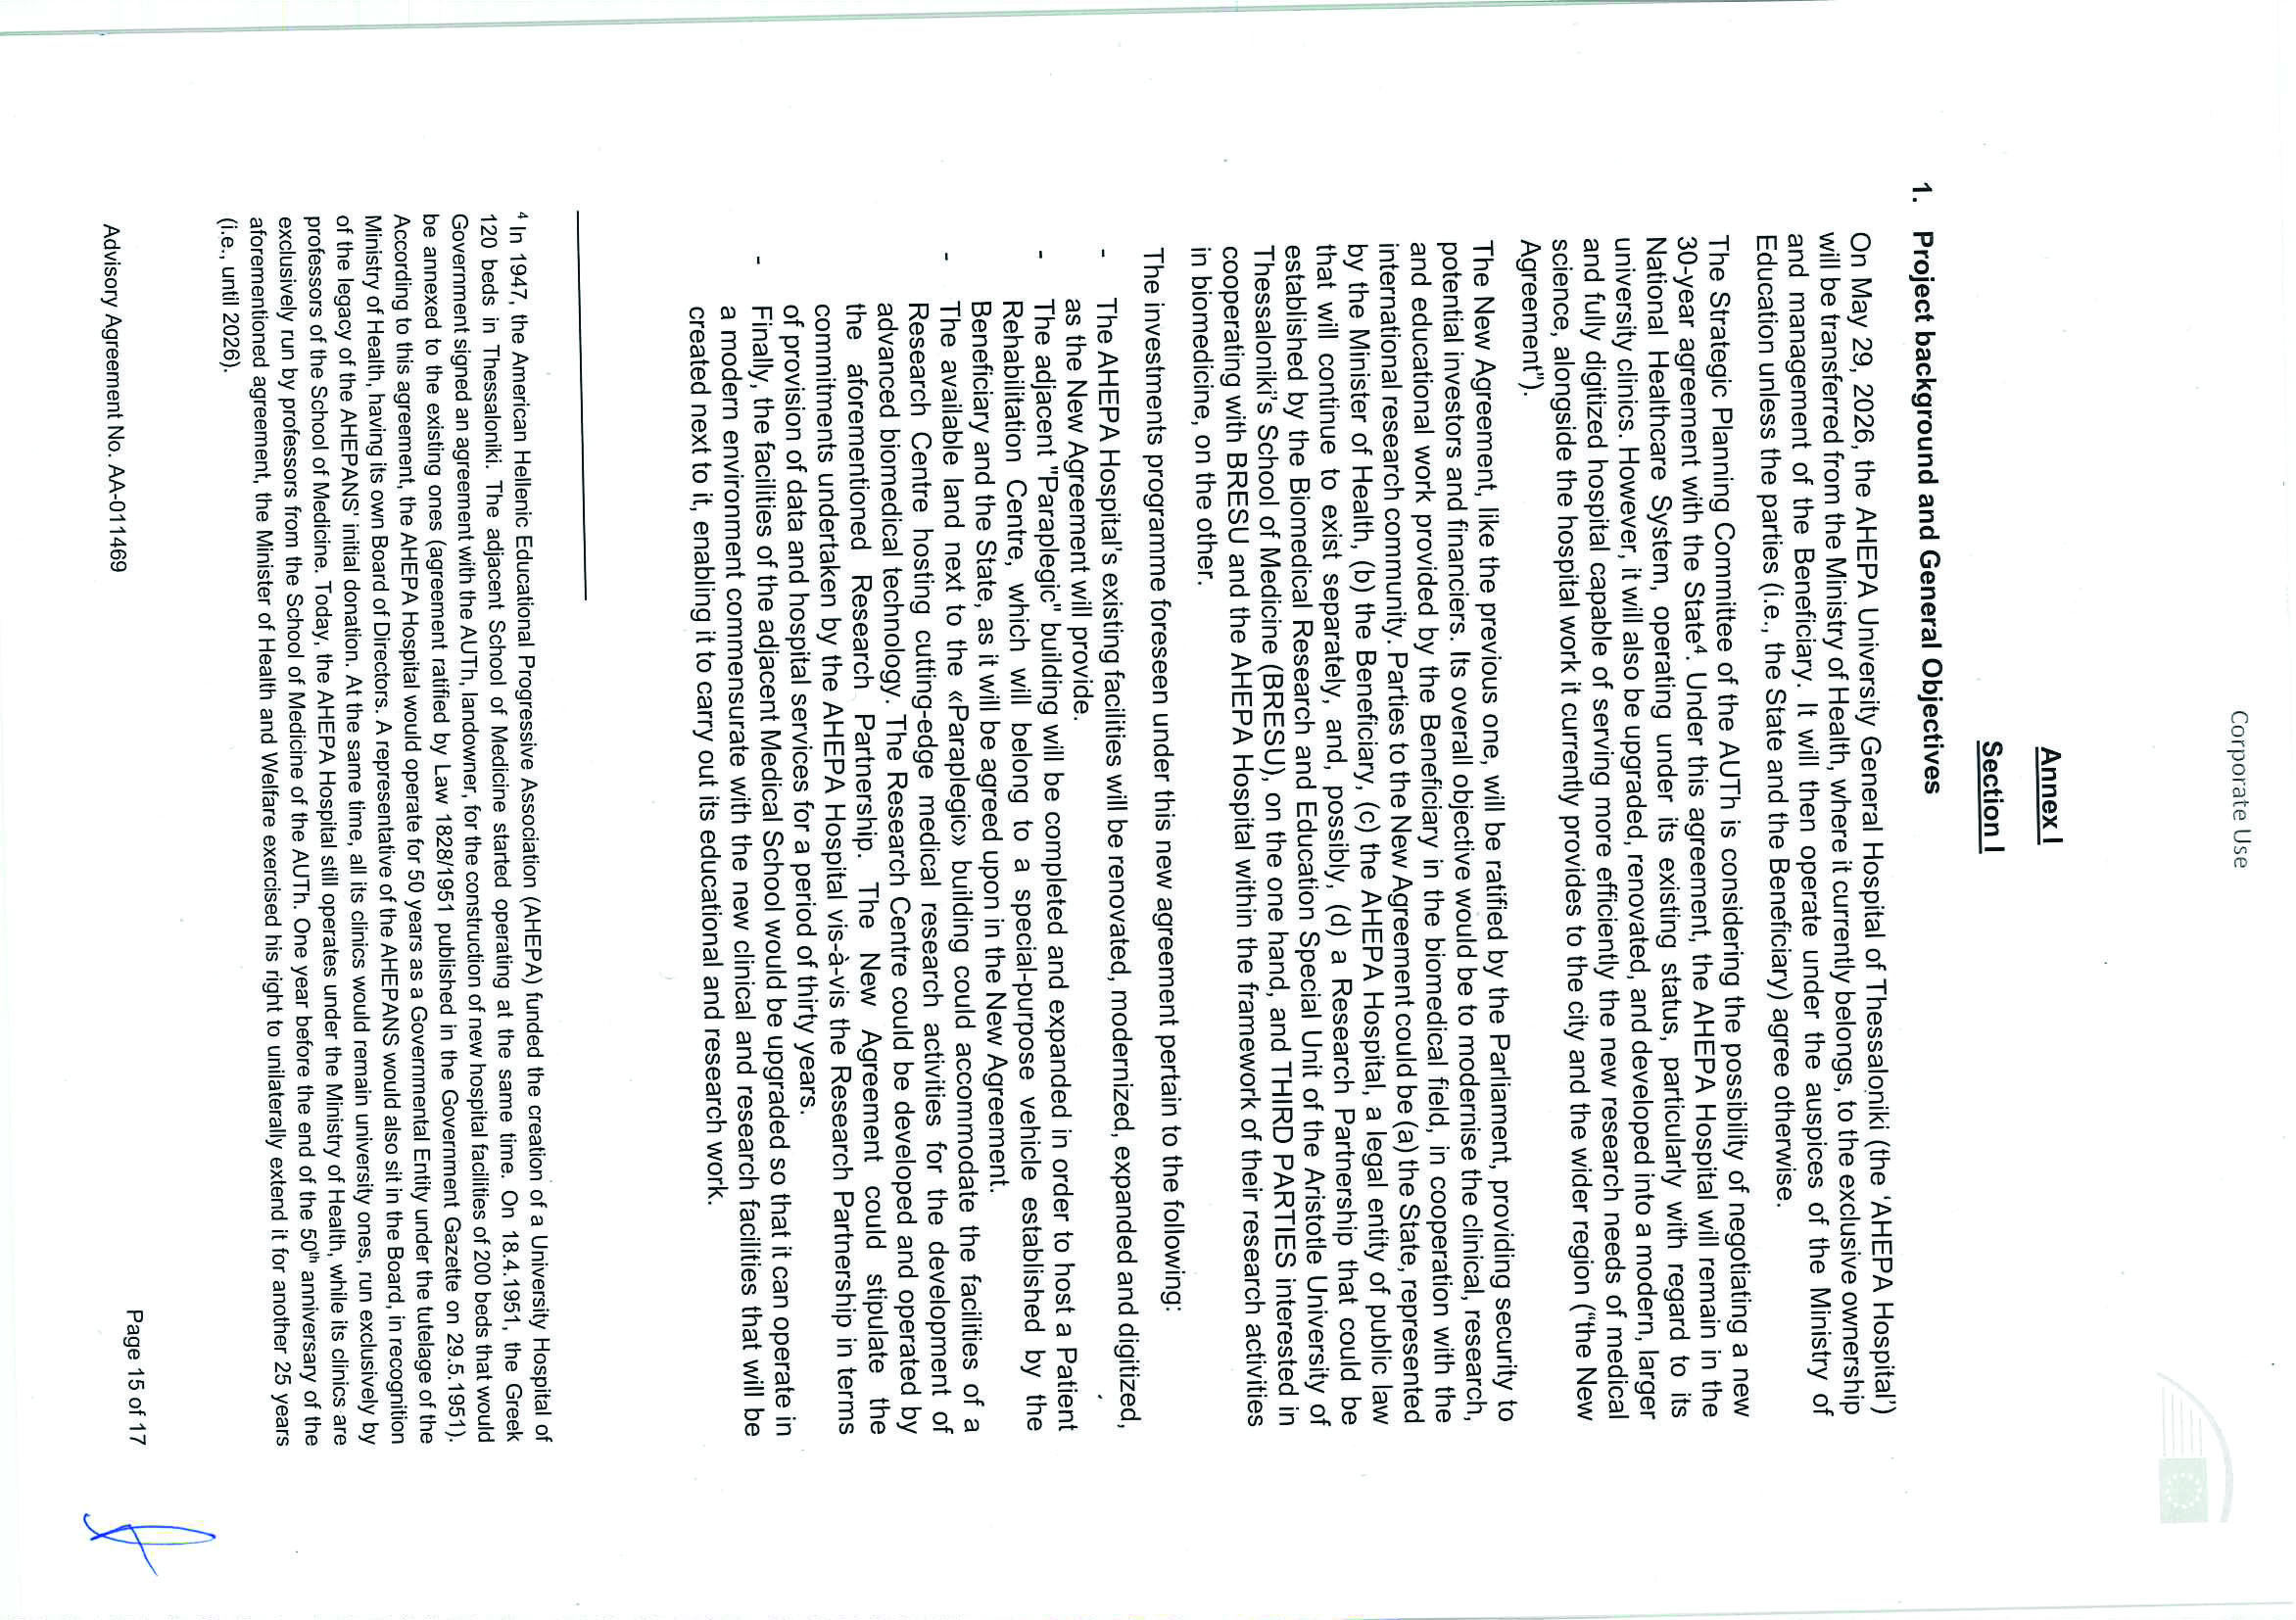 Corporate Use
Annex I
Section I
1. Project background and General Objectives
On May 29, 2026, the AHEPA University General Hospital of Thessaloniki (the ‘AHEPA Hospital’)
will be transferred from the Ministry of Health, where it currently belongs, to the exclusive ownership
and management of the Beneficiary. It will then operate under the auspices of the Ministry of
Education unless the parties (i.e., the State and the Beneficiary) agree otherwise.
The Strategic Planning Committee of the AUTh is considering the possibility of negotiating a new
30-year agreement with the State⁴. Under this agreement, the AHEPA Hospital will remain in the
National Healthcare System, operating under its existing status, particularly with regard to its
university clinics. However, it will also be upgraded, renovated, and developed into a modern, larger
and fully digitized hospital capable of serving more efficiently the new research needs of medical
science, alongside the hospital work it currently provides to the city and the wider region (“the New
Agreement”).
The New Agreement, like the previous one, will be ratified by the Parliament, providing security to
potential investors and financiers. Its overall objective would be to modernise the clinical, research,
and educational work provided by the Beneficiary in the biomedical field, in cooperation with the
international research community. Parties to the New Agreement could be (a) the State, represented
by the Minister of Health, (b) the Beneficiary, (c) the AHEPA Hospital, a legal entity of public law
that will continue to exist separately, and, possibly, (d) a Research Partnership that could be
established by the Biomedical Research and Education Special Unit of the Aristotle University of
Thessaloniki’s School of Medicine (BRESU), on the one hand, and THIRD PARTIES interested in
cooperating with BRESU and the AHEPA Hospital within the framework of their research activities
in biomedicine, on the other.
The investments programme foreseen under this new agreement pertain to the following:
- The AHEPA Hospital's existing facilities will be renovated, modernized, expanded and digitized,
as the New Agreement will provide.
- The adjacent "Paraplegic" building will be completed and expanded in order to host a Patient
Rehabilitation Centre, which will belong to a special-purpose vehicle established by the
Beneficiary and the State, as it will be agreed upon in the New Agreement.
- The available land next to the «Paraplegic» building could accommodate the facilities of a
Research Centre hosting cutting-edge medical research activities for the development of
advanced biomedical technology. The Research Centre could be developed and operated by
the aforementioned Research Partnership. The New Agreement could stipulate the
commitments undertaken by the AHEPA Hospital vis-à-vis the Research Partnership in terms
of provision of data and hospital services for a period of thirty years.
- Finally, the facilities of the adjacent Medical School would be upgraded so that it can operate in
a modern environment commensurate with the new clinical and research facilities that will be
created next to it, enabling it to carry out its educational and research work.
⁴ In 1947, the American Hellenic Educational Progressive Association (AHEPA) funded the creation of a University Hospital of
120 beds in Thessaloniki. The adjacent School of Medicine started operating at the same time. On 18.4.1951, the Greek
Government signed an agreement with the AUTh, landowner, for the construction of new hospital facilities of 200 beds that would
be annexed to the existing ones (agreement ratified by Law 1828/1951 published in the Government Gazette on 29.5.1951).
According to this agreement, the AHEPA Hospital would operate for 50 years as a Governmental Entity under the tutelage of the
Ministry of Health, having its own Board of Directors. A representative of the AHEPANS would also sit in the Board, in recognition
of the legacy of the AHEPANS' initial donation. At the same time, all its clinics would remain university ones, run exclusively by
professors of the School of Medicine. Today, the AHEPA Hospital still operates under the Ministry of Health, while its clinics are
exclusively run by professors from the School of Medicine of the AUTh. One year before the end of the 50th anniversary of the
aforementioned agreement, the Minister of Health and Welfare exercised his right to unilaterally extend it for another 25 years
(i.e., until 2026).
Advisory Agreement No. AA-011469
Page 15 of 17